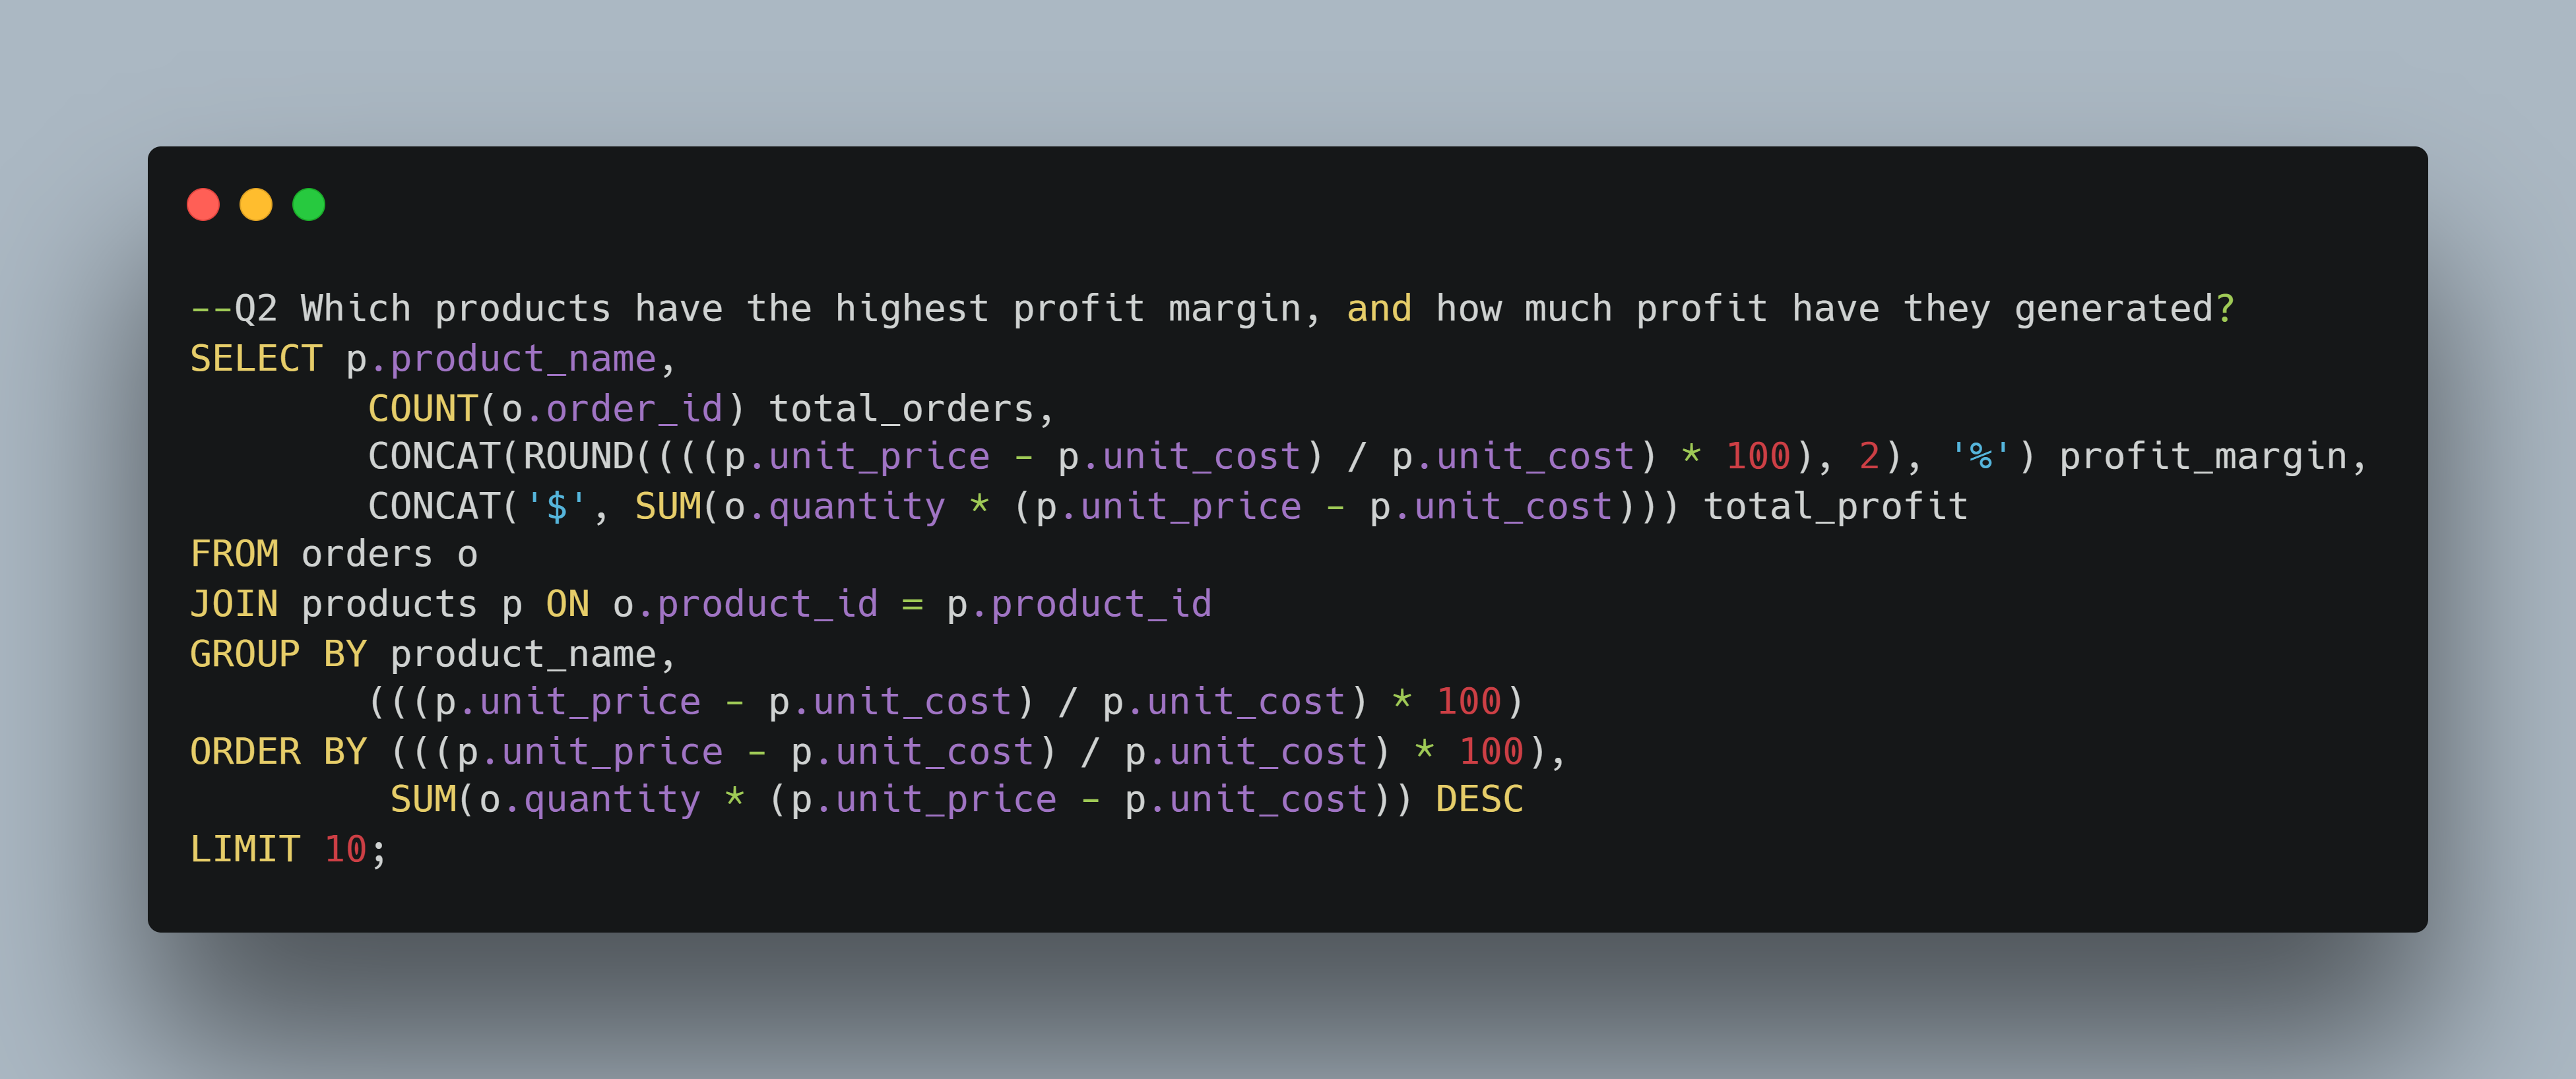 --Q2 Which products have the highest profit margin, and how much profit have they generated?
SELECT p.product_name,
        COUNT(o.order_id) total_orders,
        CONCAT(ROUND((((p.unit_price - p.unit_cost) / p.unit_cost) * 100), 2), '%') profit_margin,
        CONCAT('$', SUM(o.quantity * (p.unit_price - p.unit_cost))) total_profit
FROM orders o
JOIN products p ON o.product_id = p.product_id
GROUP BY product_name,
        (((p.unit_price - p.unit_cost) / p.unit_cost) * 100)
ORDER BY (((p.unit_price - p.unit_cost) / p.unit_cost) * 100),
         SUM(o.quantity * (p.unit_price - p.unit_cost)) DESC
LIMIT 10;